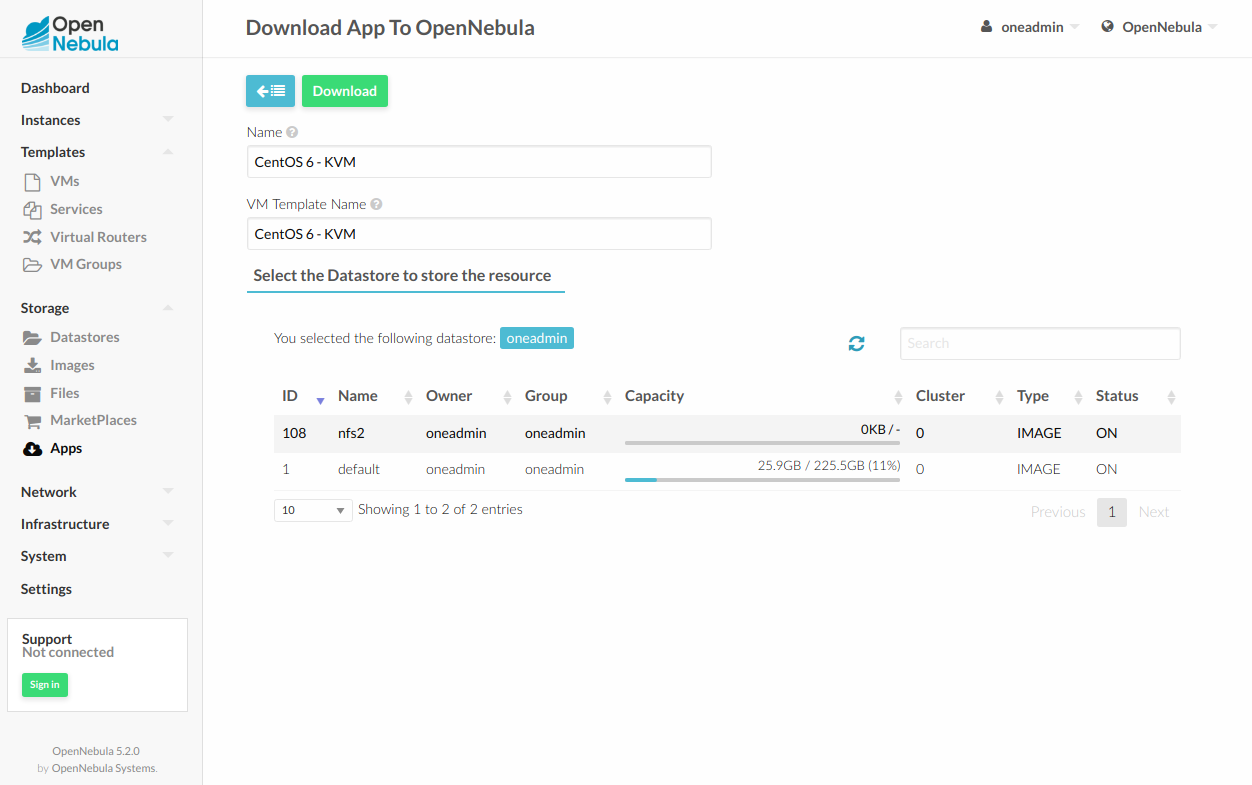 Open
Nebula
Download App To OpenNebula
oneadmin
OpenNebula
Dashboard
Instances
Templates
VMs
Services
Virtual Routers
VM Groups
Storage
Datastores
Images
Files
MarketPlaces
Apps
Network
Infrastructure
System
Settings
Support
Not connected
Sign in
OpenNebula 5.2.0
by OpenNebula Systems.
Download
Name ?
CentOS 6 - KVM
VM Template Name ?
CentOS 6 - KVM
Select the Datastore to store the resource
You selected the following datastore: oneadmin
Search
ID Name Owner Group Capacity Cluster Type Status
108 nfs2 oneadmin oneadmin 0KB / - 0 IMAGE ON
1 default oneadmin oneadmin 25.9GB / 225.5GB (11%) 0 IMAGE ON
10 Showing 1 to 2 of 2 entries
Previous 1 Next